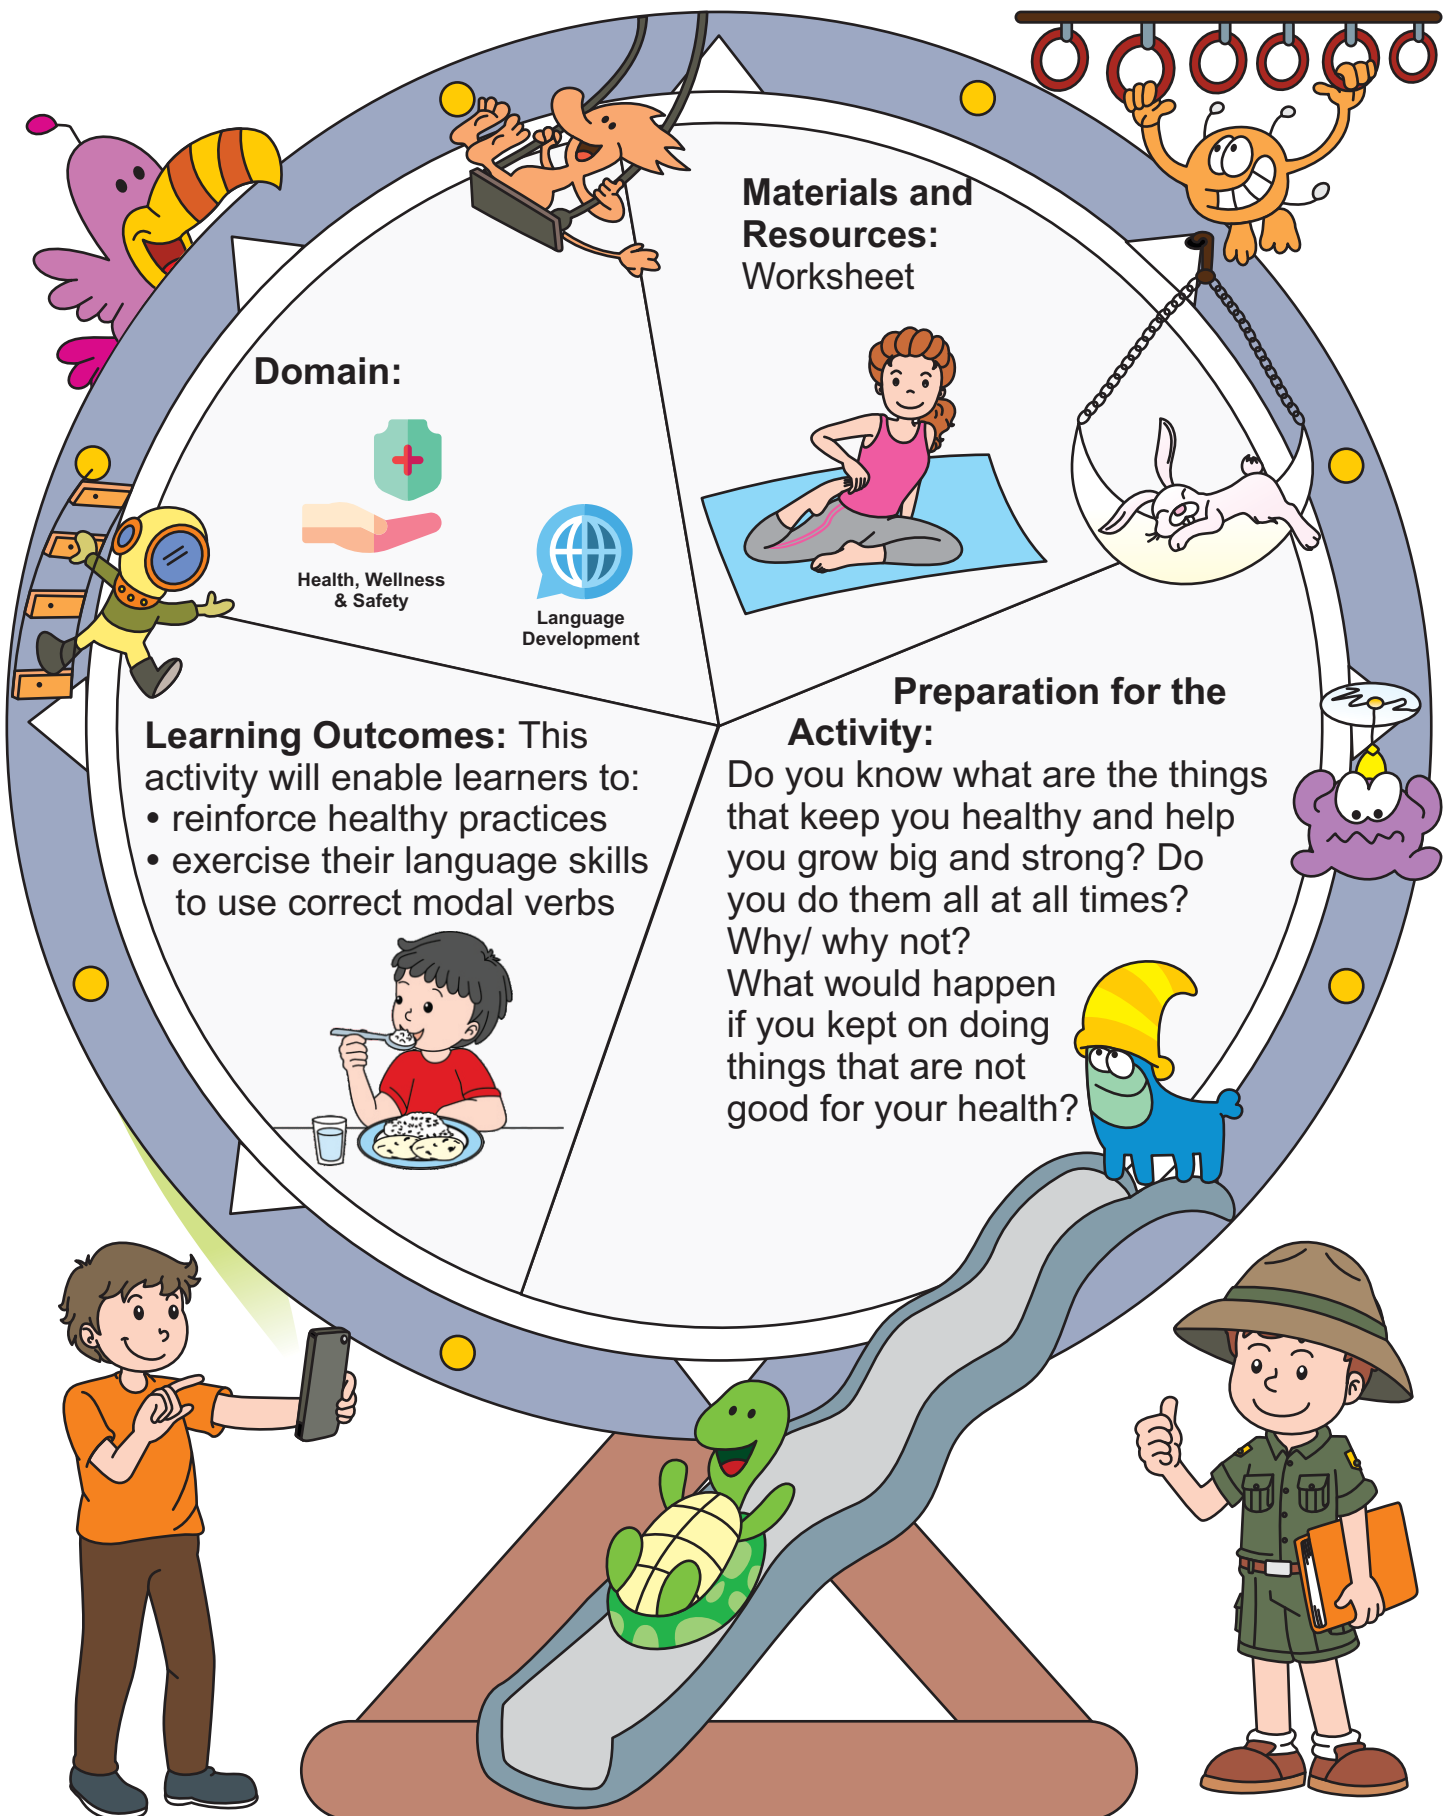 Materials and
Resources:
Worksheet
Domain:
Health, Wellness
& Safety
Language
Development
Learning Outcomes: This
activity will enable learners to:
• reinforce healthy practices
• exercise their language skills
to use correct modal verbs
Preparation for the
Activity:
Do you know what are the things
that keep you healthy and help
you grow big and strong? Do
you do them all at all times?
Why/ why not?
What would happen
if you kept on doing
things that are not
good for your health?